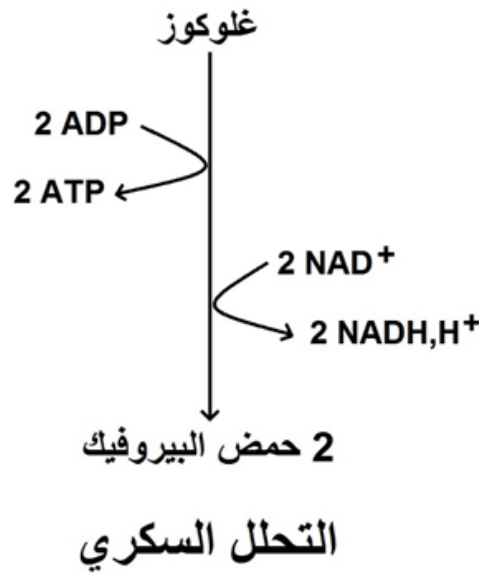 غلوكوز
2 ADP
2 ATP
2 NAD+
2 NADH,H+
2 حمض البيروفيك
التحلل السكري